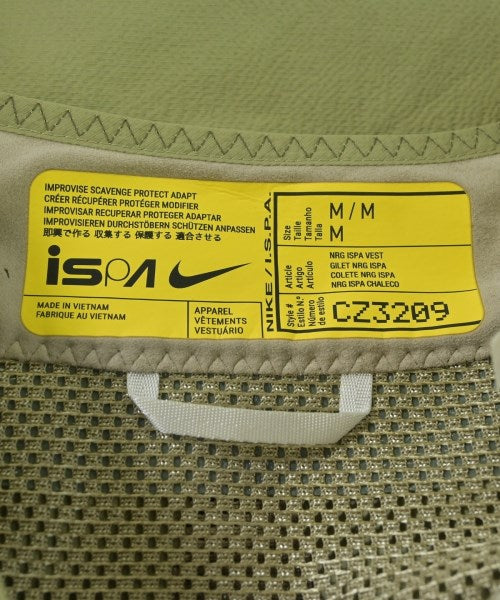 IMPROVISE SCAVENGE PROTECT ADAPT
CRÉER RÉCUPÉRER PROTÉGER MODIFIER
IMPROVISAR RECUPERAR PROTEGER ADAPTAR
IMPROVISIEREN DURCHSTÖBERN SCHÜTZEN ANPASSEN
即興で作る 収集する 保護する 適合させる
ISPA
MADE IN VIETNAM
FABRIQUE AU VIETNAM
APPAREL
VÊTEMENTS
VESTUÁRIO
NIKE / I.S.P.A.
Size
Taille
Tamanho
Talla
M / M
M
Article
Artigo
Artículo
NRG ISPA VEST
GILET NRG ISPA
COLETE NRG ISPA
NRG ISPA CHALECO
Style #
Estilo N.º
Número
de estilo
CZ3209